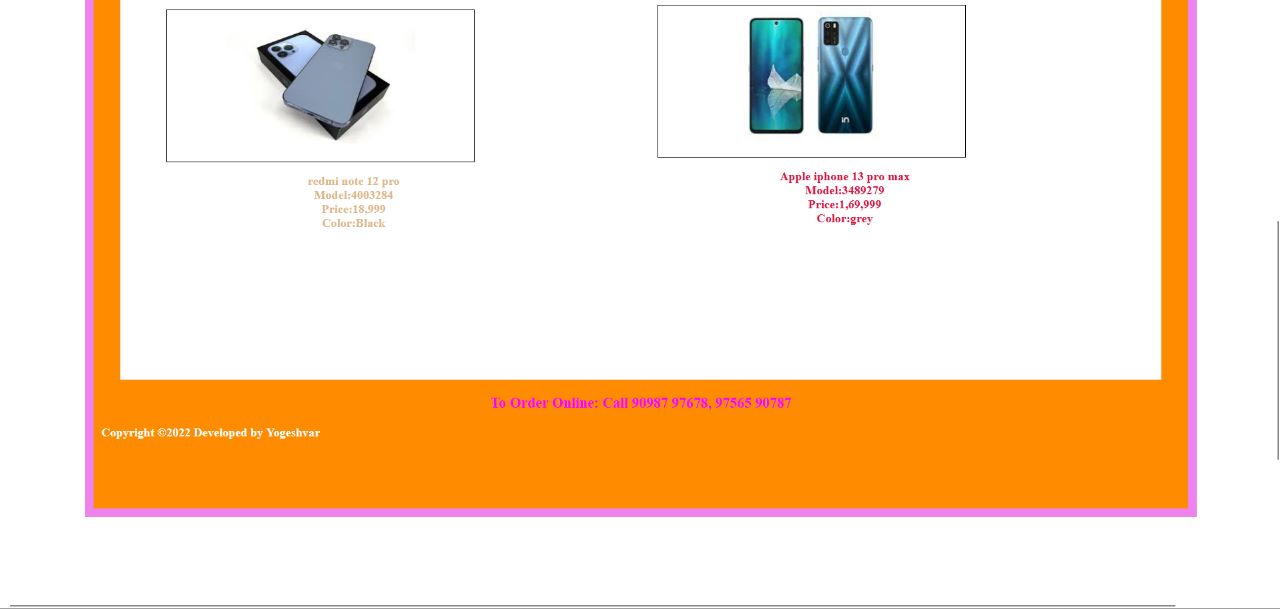 in
redmi note 12 pro
Model:4003284
Price:18,999
Color:Black
Apple iphone 13 pro max
Model:3489279
Price:1,69,999
Color:grey
To Order Online: Call 90987 97678, 97565 90787
Copyright ©2022 Developed by Yogeshvar